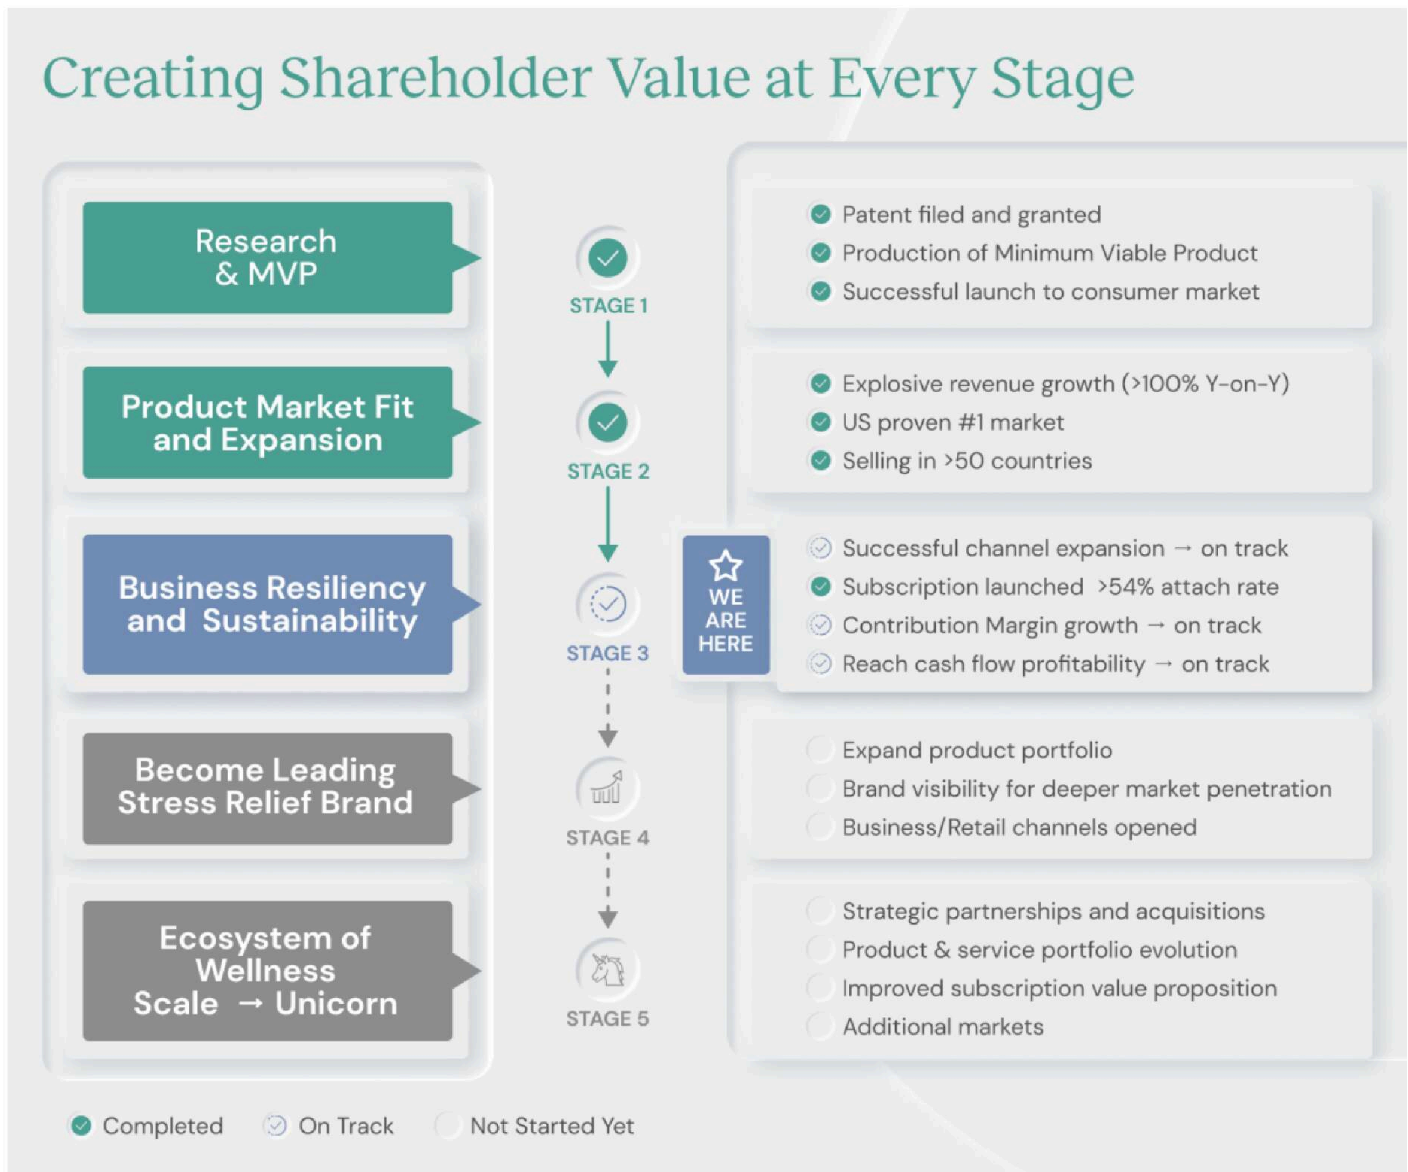 Creating Shareholder Value at Every Stage
Research
& MVP
STAGE 1
Patent filed and granted
Production of Minimum Viable Product
Successful launch to consumer market
Product Market Fit
and Expansion
STAGE 2
Explosive revenue growth (>100% Y-on-Y)
US proven #1 market
Selling in >50 countries
Business Resiliency
and Sustainability
STAGE 3
WE
ARE
HERE
Successful channel expansion → on track
Subscription launched >54% attach rate
Contribution Margin growth → on track
Reach cash flow profitability → on track
Become Leading
Stress Relief Brand
STAGE 4
Expand product portfolio
Brand visibility for deeper market penetration
Business/Retail channels opened
Ecosystem of
Wellness
Scale → Unicorn
STAGE 5
Strategic partnerships and acquisitions
Product & service portfolio evolution
Improved subscription value proposition
Additional markets
Completed
On Track
Not Started Yet